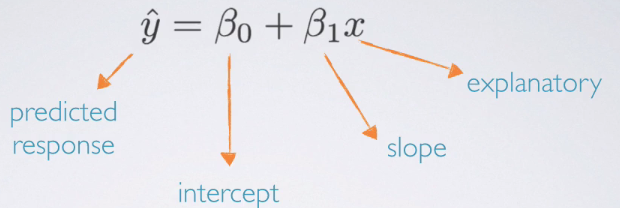 ŷ = β₀ + β₁x
explanatory
predicted
response
slope
intercept